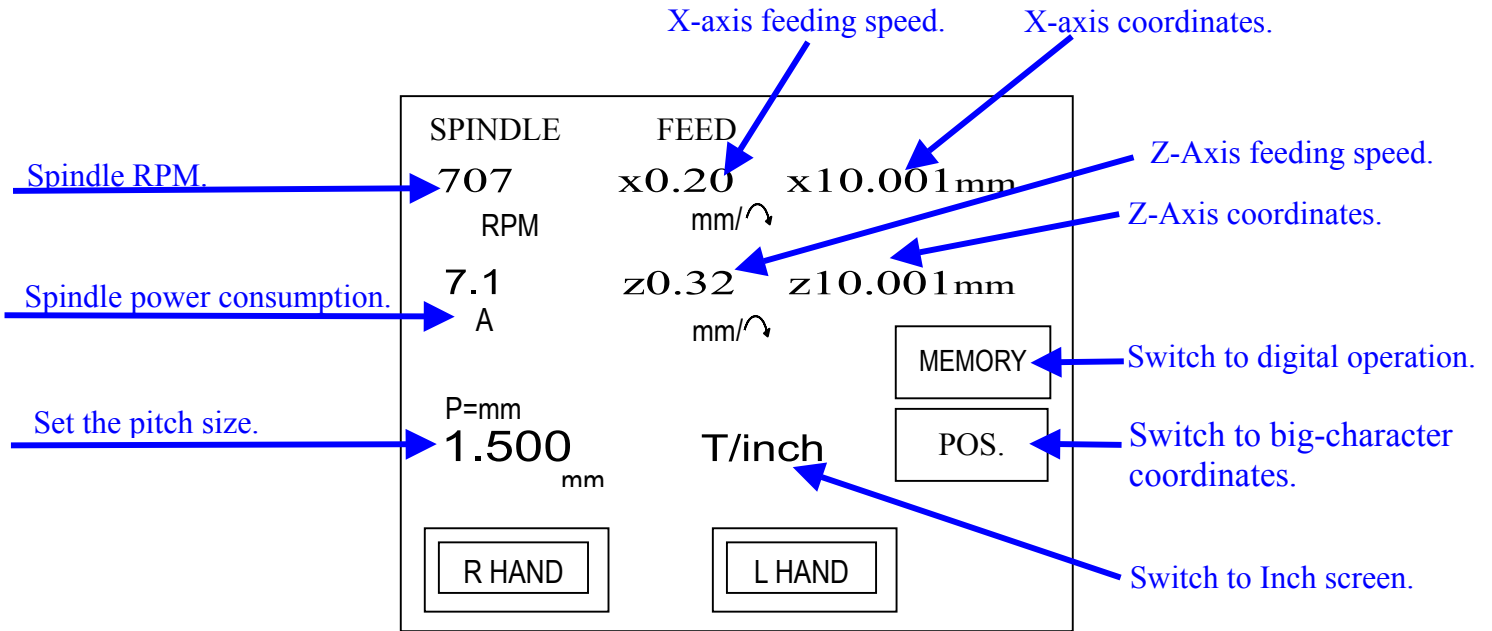 X-axis feeding speed.
X-axis coordinates.
SPINDLE
FEED
Z-Axis feeding speed.
Spindle RPM.
707
x0.20
x10.001mm
RPM
mm/
Z-Axis coordinates.
7.1
z0.32
z10.001mm
Spindle power consumption.
A
mm/
MEMORY
Switch to digital operation.
P=mm
Set the pitch size.
1.500
mm
T/inch
POS.
Switch to big-character
coordinates.
R HAND
L HAND
Switch to Inch screen.